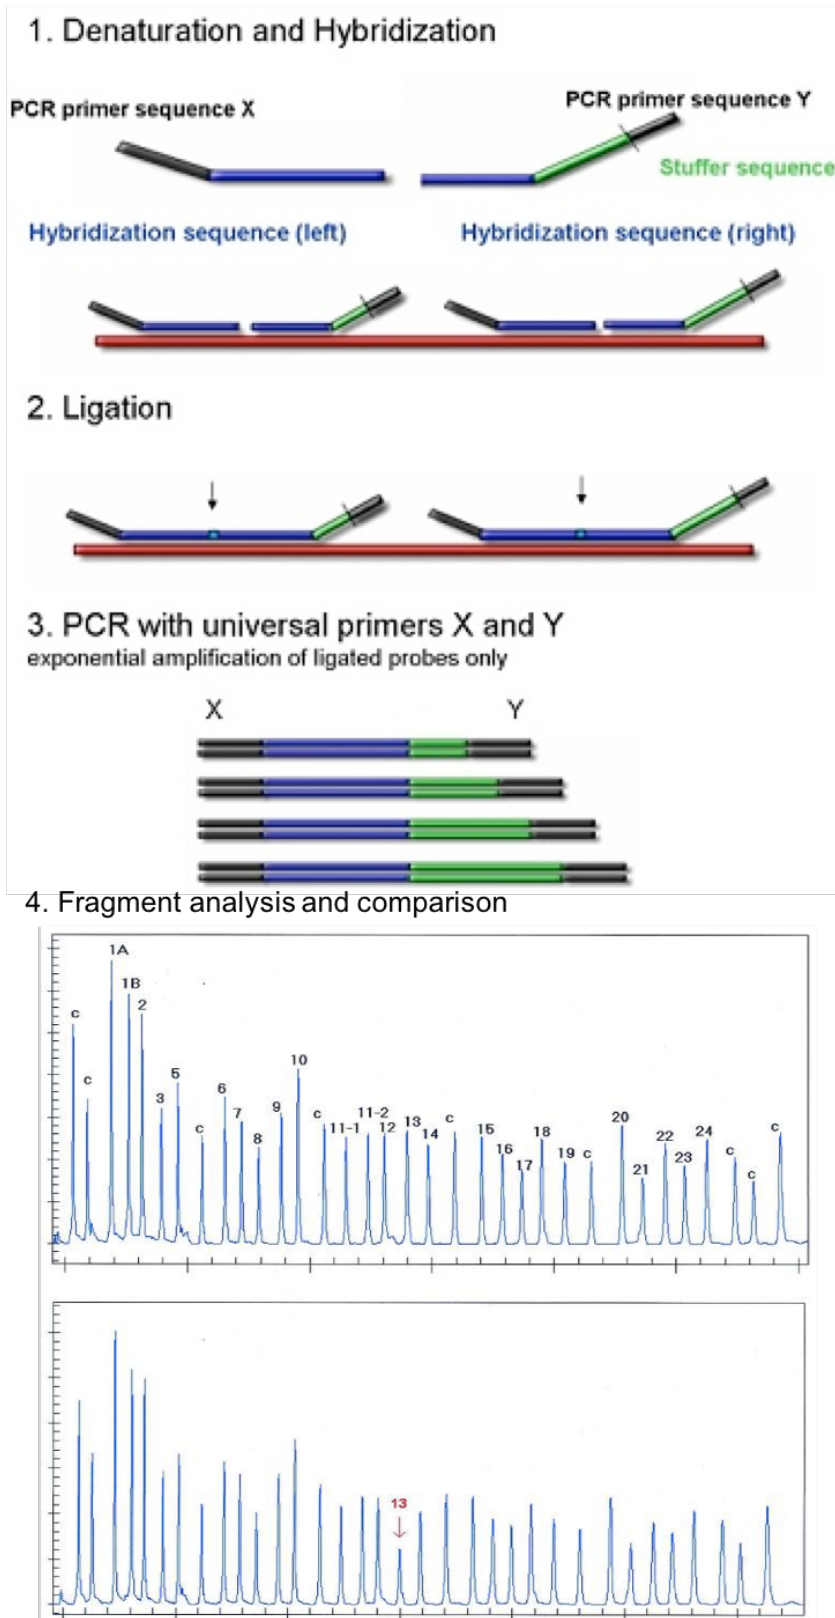 1. Denaturation and Hybridization
PCR primer sequence X
PCR primer sequence Y
Stuffer sequence
Hybridization sequence (left)
Hybridization sequence (right)
2. Ligation
3. PCR with universal primers X and Y
exponential amplification of ligated probes only
X
Y
4. Fragment analysis and comparison
c
c
1A
1B
2
3
5
c
6
7
8
9
10
c
11-1
11-2
12
13
14
c
15
16
17
18
19
c
20
21
22
23
24
c
c
c
13